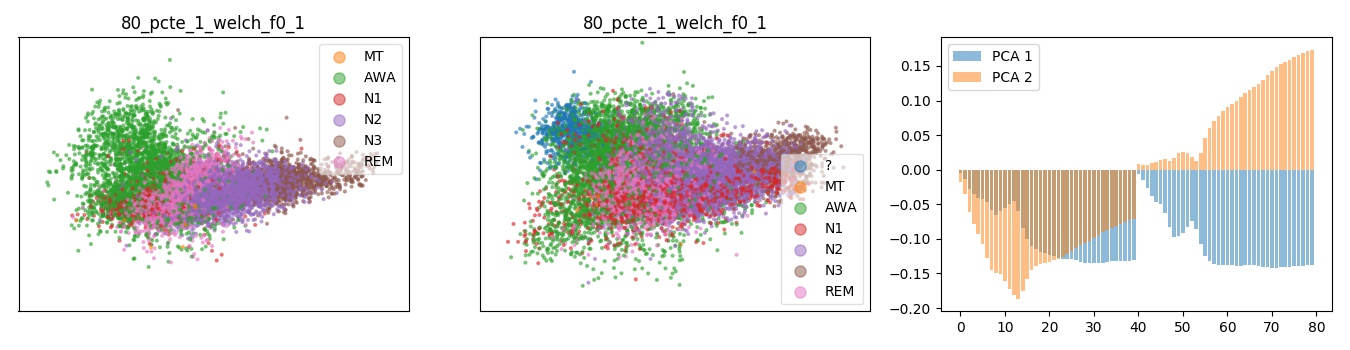 80_pcte_1_welch_f0_1
MT
AWA
N1
N2
N3
REM
80_pcte_1_welch_f0_1
?
MT
AWA
N1
N2
N3
REM
PCA 1
PCA 2
0.15
0.10
0.05
0.00
−0.05
−0.10
−0.15
−0.20
0 10 20 30 40 50 60 70 80